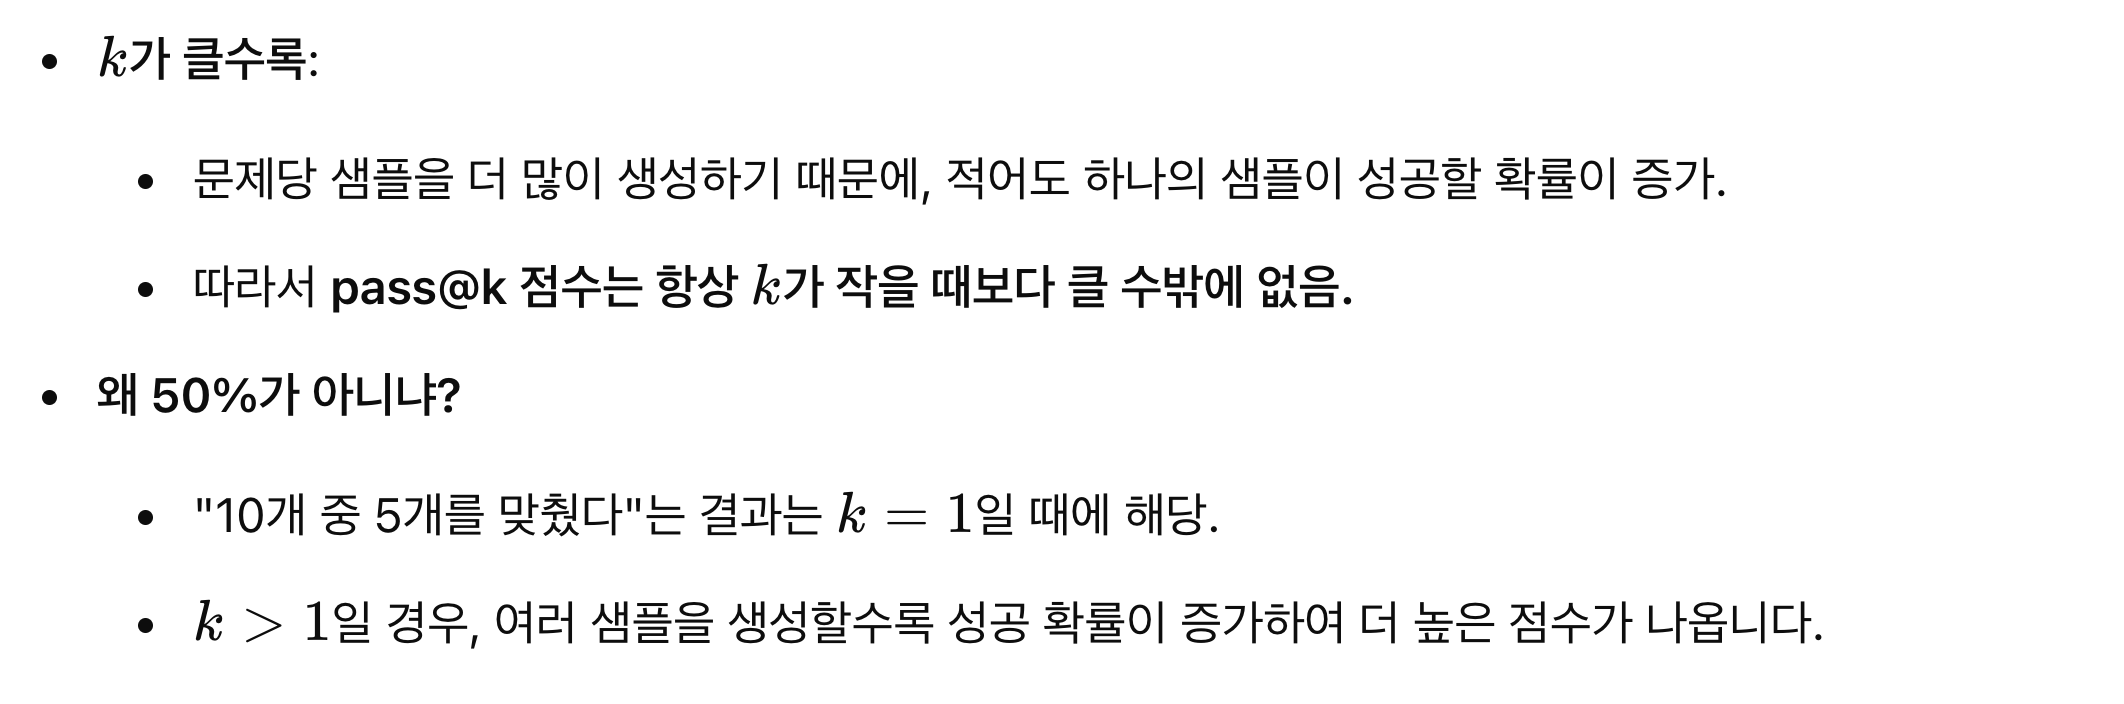 • k가 클수록:
• 문제당 샘플을 더 많이 생성하기 때문에, 적어도 하나의 샘플이 성공할 확률이 증가.
• 따라서 pass@k 점수는 항상 k가 작을 때보다 클 수밖에 없음.
• 왜 50%가 아니냐?
• "10개 중 5개를 맞췄다"는 결과는 k = 1일 때에 해당.
• k > 1일 경우, 여러 샘플을 생성할수록 성공 확률이 증가하여 더 높은 점수가 나옵니다.